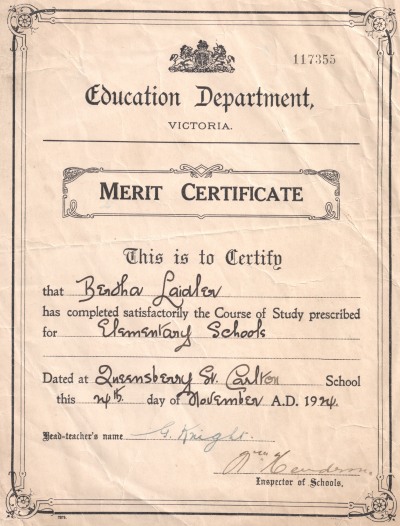 117355
Education Department,
VICTORIA.
MERIT CERTIFICATE
This is to Certify
that Bertha Laidler
has completed satisfactorily the Course of Study prescribed
for Elementary Schools
Dated at Queensberry St. Carlton School
this 24th. day of November A.D. 1924.
Head-teacher's name G. Knight.
Henderson.
Inspector of Schools.